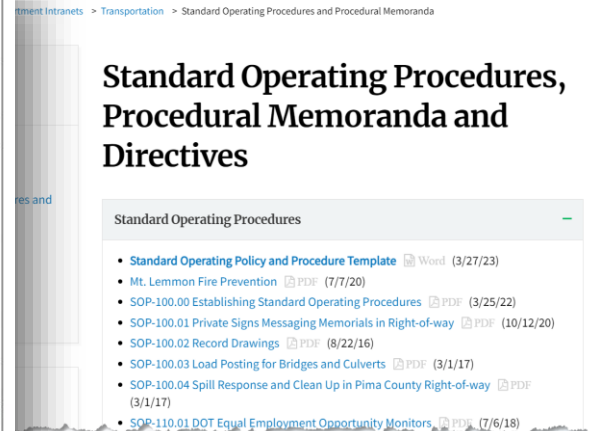 rtment Intranets > Transportation > Standard Operating Procedures and Procedural Memoranda
Standard Operating Procedures,
Procedural Memoranda and
Directives
res and
Standard Operating Procedures
Standard Operating Policy and Procedure Template Word (3/27/23)
Mt. Lemmon Fire Prevention PDF (7/7/20)
SOP-100.00 Establishing Standard Operating Procedures PDF (3/25/22)
SOP-100.01 Private Signs Messaging Memorials in Right-of-way PDF (10/12/20)
SOP-100.02 Record Drawings PDF (8/22/16)
SOP-100.03 Load Posting for Bridges and Culverts PDF (3/1/17)
SOP-100.04 Spill Response and Clean Up in Pima County Right-of-way PDF
(3/1/17)
SOP-110.01 DOT Equal Employment Opportunity Monitors PDF (7/6/18)